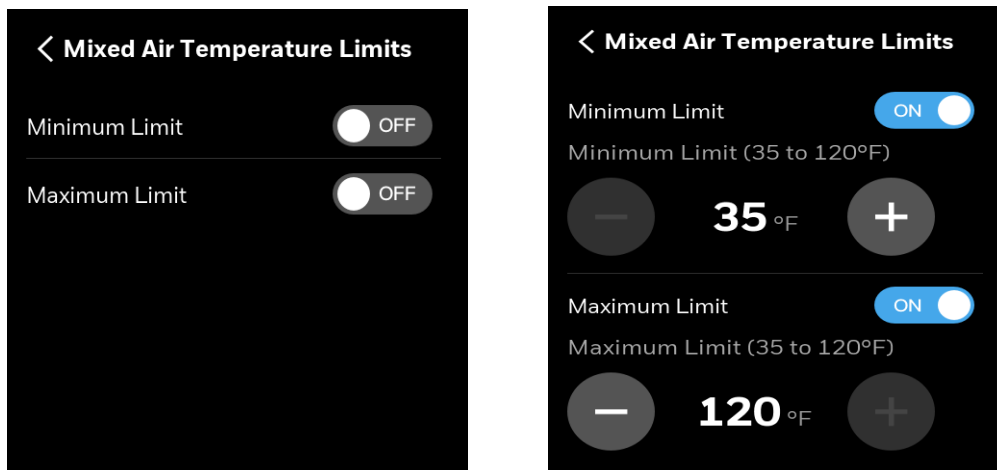 Mixed Air Temperature Limits
Minimum Limit OFF
Maximum Limit OFF
Mixed Air Temperature Limits
Minimum Limit ON
Minimum Limit (35 to 120°F)
35 °F
Maximum Limit ON
Maximum Limit (35 to 120°F)
120 °F